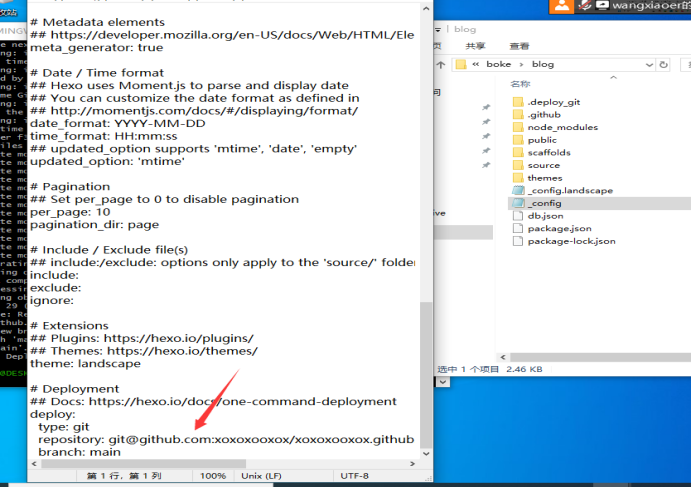 # Metadata elements
## https://developer.mozilla.org/en-US/docs/Web/HTML/Ele
meta_generator: true
# Date / Time format
## Hexo uses Moment.js to parse and display date
## You can customize the date format as defined in
## http://momentjs.com/docs/#/displaying/format/
date_format: YYYY-MM-DD
time_format: HH:mm:ss
## updated_option supports 'mtime', 'date', 'empty'
updated_option: 'mtime'
# Pagination
## Set per_page to 0 to disable pagination
per_page: 10
pagination_dir: page
# Include / Exclude file(s)
## include:/exclude: options only apply to the 'source/' folder
include:
exclude:
ignore:
# Extensions
## Plugins: https://hexo.io/plugins/
## Themes: https://hexo.io/themes/
theme: landscape
# Deployment
## Docs: https://hexo.io/docs/one-command-deployment
deploy:
type: git
repository: git@github.com:xoxoxooxox/xoxoxooxox.github
branch: main
第 1 行，第 1 列 100% Unix (LF) UTF-8
wangxiaoer的
blog
共享 查看
« boke › blog
名称
.deploy_git
.github
node_modules
public
scaffolds
source
themes
_config.landscape
_config
db.json
package.json
package-lock.json
选中 1 个项目 2.46 KB